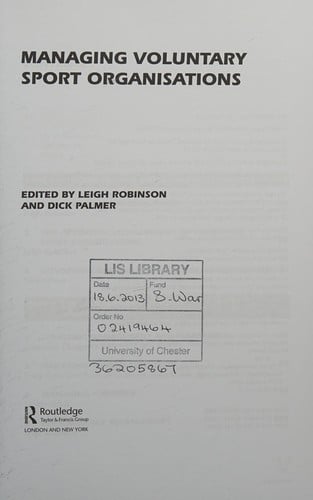 MANAGING VOLUNTARY
SPORT ORGANISATIONS
EDITED BY LEIGH ROBINSON
AND DICK PALMER
LIS LIBRARY
Date Fund
18.6.2013 S-War
Order No
02419464
University of Chester
36205867
R Routledge
Taylor & Francis Group
LONDON AND NEW YORK